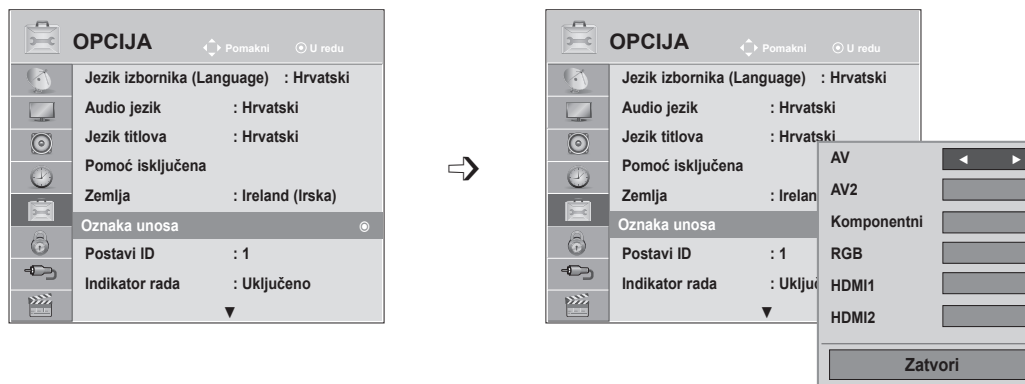 OPCIJA
Pomakni U redu
Jezik izbornika (Language) : Hrvatski
Audio jezik : Hrvatski
Jezik titlova : Hrvatski
Pomoć isključena
Zemlja : Ireland (Irska)
Oznaka unosa
Postavi ID : 1
Indikator rada : Uključeno
OPCIJA
Pomakni U redu
Jezik izbornika (Language) : Hrvatski
Audio jezik : Hrvatski
Jezik titlova : Hrvatski
Pomoć isključena
Zemlja : Irelan
Oznaka unosa
Postavi ID : 1
Indikator rada : Uključ
AV
AV2
Komponentni
RGB
HDMI1
HDMI2
Zatvori